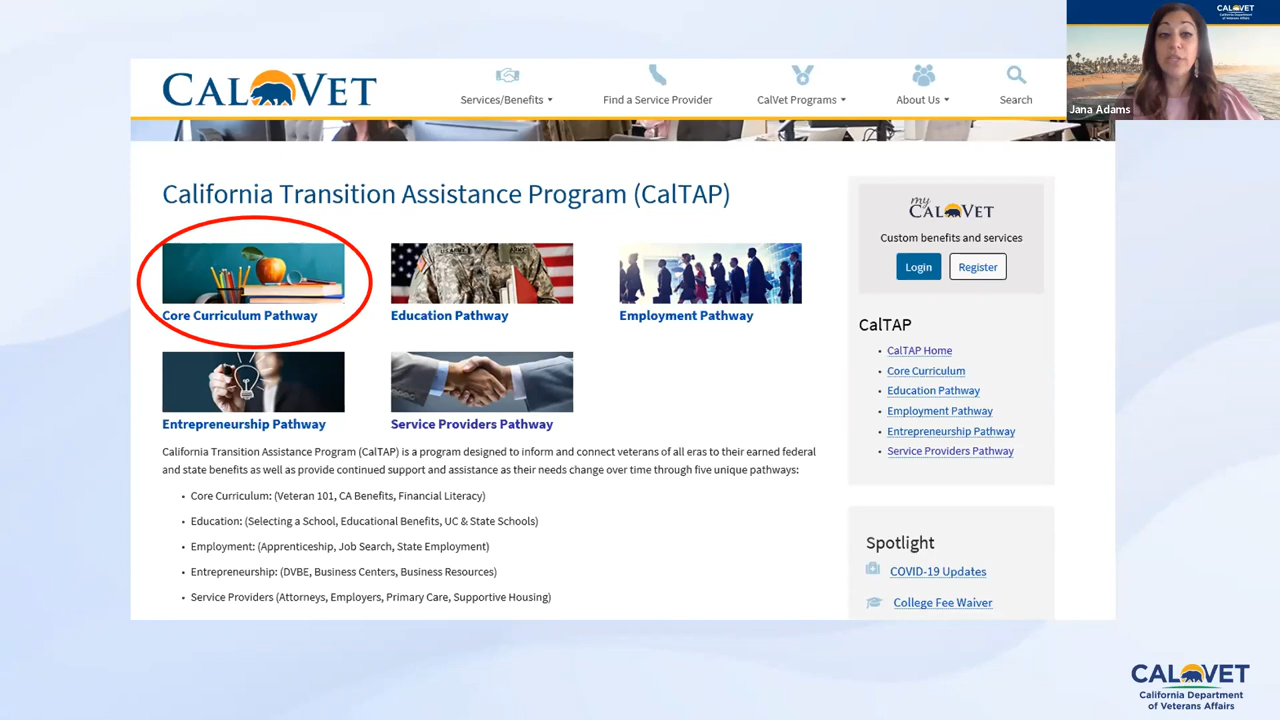 CALVET
Services/Benefits
Find a Service Provider
CalVet Programs
About Us
Search
CALVET
California Department
of Veterans Affairs
Jana Adams
California Transition Assistance Program (CalTAP)
Core Curriculum Pathway
Education Pathway
Employment Pathway
Entrepreneurship Pathway
Service Providers Pathway
California Transition Assistance Program (CalTAP) is a program designed to inform and connect veterans of all eras to their earned federal
and state benefits as well as provide continued support and assistance as their needs change over time through five unique pathways:
• Core Curriculum: (Veteran 101, CA Benefits, Financial Literacy)
• Education: (Selecting a School, Educational Benefits, UC & State Schools)
• Employment: (Apprenticeship, Job Search, State Employment)
• Entrepreneurship: (DVBE, Business Centers, Business Resources)
• Service Providers (Attorneys, Employers, Primary Care, Supportive Housing)
my
CALVET
Custom benefits and services
Login
Register
CalTAP
• CalTAP Home
• Core Curriculum
• Education Pathway
• Employment Pathway
• Entrepreneurship Pathway
• Service Providers Pathway
Spotlight
COVID-19 Updates
College Fee Waiver
CALVET
California Department
of Veterans Affairs